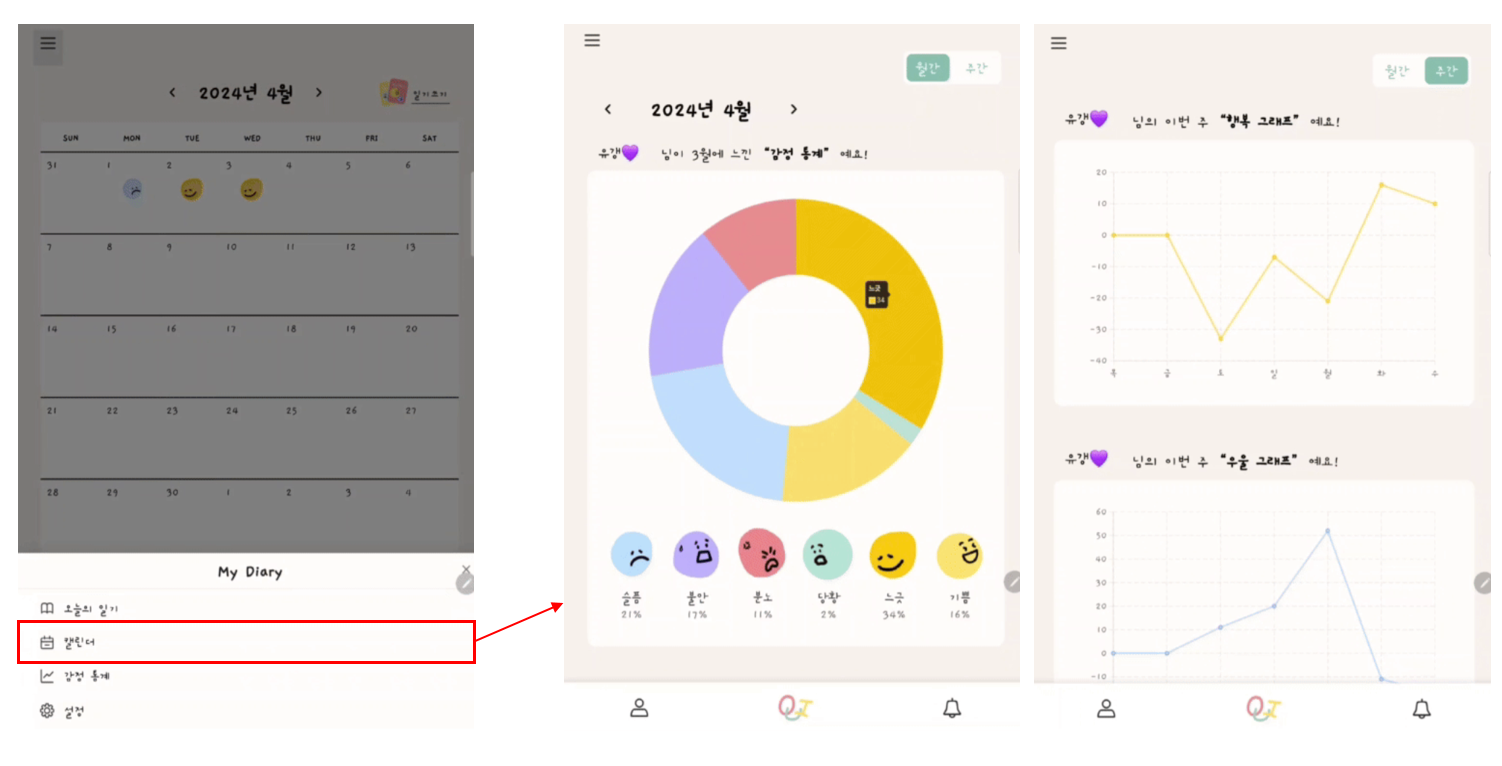 2024년 4월
일기쓰기
SUN MON TUE WED THU FRI SAT
31 1 2 3 4 5 6
7 8 9 10 11 12 13
14 15 16 17 18 19 20
21 22 23 24 25 26 27
28 29 30 1 2 3 4
My Diary
오늘의 일기
캘린더
감정 통계
설정
월간 주간
2024년 4월
유갱💜 님이 3월에 느낀 "감정 통계" 예요!
느긋
34
슬픔 불안 분노 당황 느긋 기쁨
21% 17% 11% 2% 34% 16%
QI
월간 주간
유갱💜 님의 이번 주 "행복 그래프" 예요!
20
10
0
-10
-20
-30
-40
목 금 토 일 월 화 수
유갱💜 님의 이번 주 "우울 그래프" 예요!
60
50
40
30
20
10
0
-10
QI